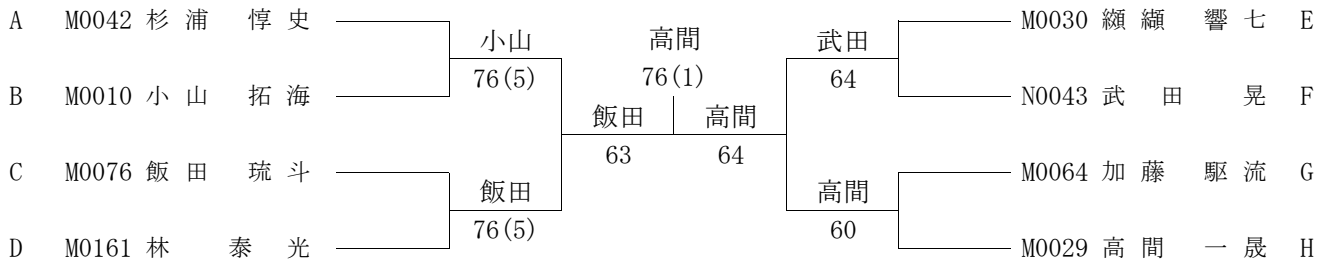 A M0042 杉浦 惇史
B M0010 小山 拓海
C M0076 飯田 琉斗
D M0161 林 泰光
小山
76(5)
飯田
76(5)
飯田
63
高間
76(1)
高間
64
武田
64
高間
60
M0030 纐纈 響七 E
N0043 武田 晃 F
M0064 加藤 駆流 G
M0029 高間 一晟 H